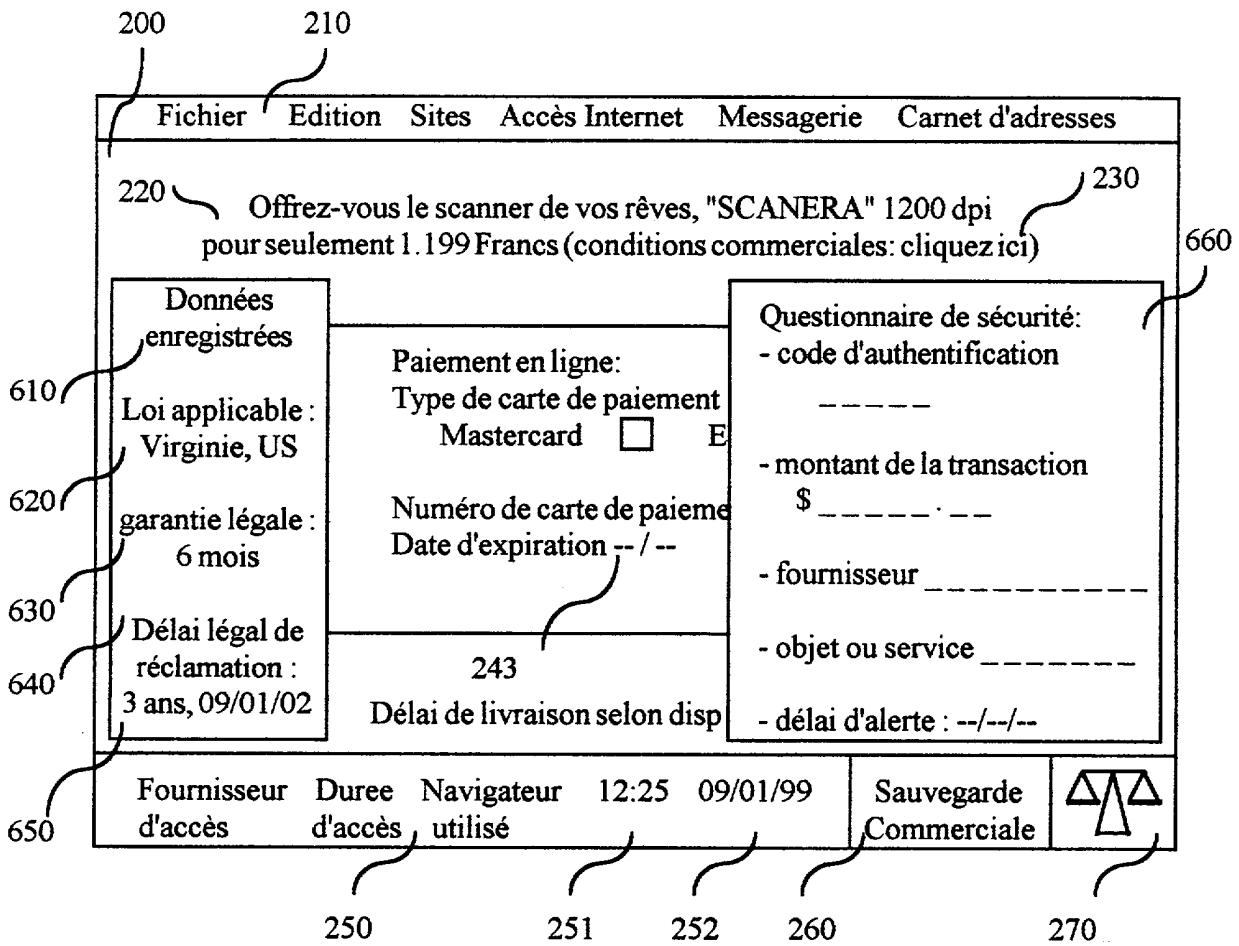 200
210
Fichier Edition Sites Accès Internet Messagerie Carnet d'adresses
220
230
Offrez-vous le scanner de vos rêves, "SCANERA" 1200 dpi
pour seulement 1.199 Francs (conditions commerciales: cliquez ici)
660
Données
enregistrées
610
Loi applicable :
Virginie, US
620
garantie légale :
6 mois
630
Délai légal de
réclamation :
640
3 ans, 09/01/02
650
Paiement en ligne:
Type de carte de paiement
Mastercard E
Numéro de carte de paieme
Date d'expiration -- / --
243
Délai de livraison selon disp
Questionnaire de sécurité:
- code d'authentification
_ _ _ _ _
- montant de la transaction
$ _ _ _ _ _ . _ _
- fournisseur _ _ _ _ _ _ _ _ _ _
- objet ou service _ _ _ _ _ _ _
- délai d'alerte : --/--/--
Fournisseur Duree Navigateur 12:25 09/01/99 Sauvegarde
d'accès d'accès utilisé Commerciale
250 251 252 260 270